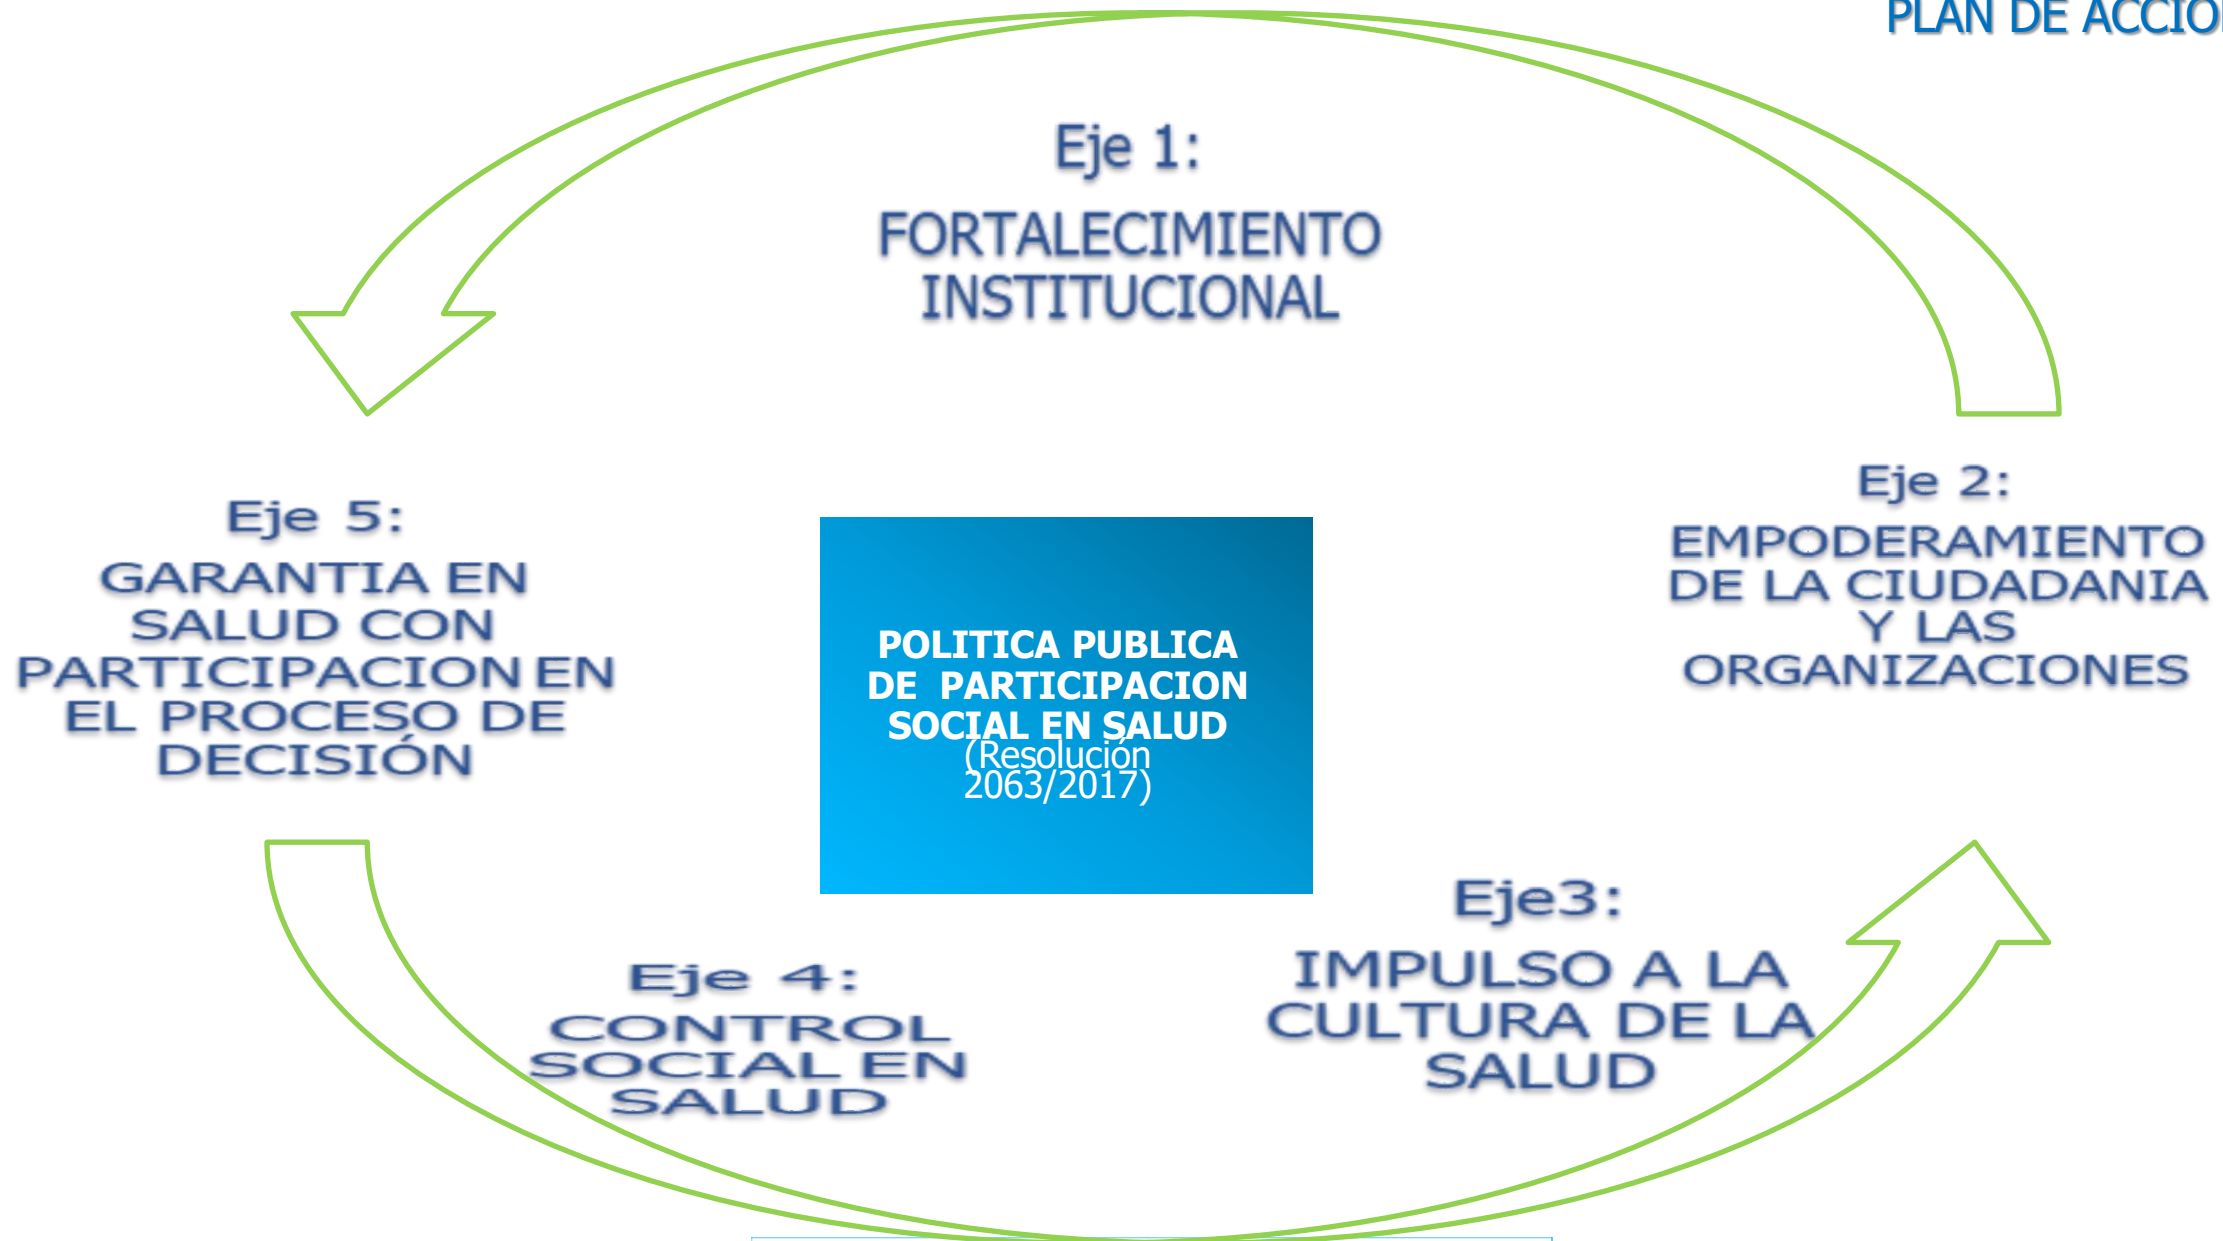 PLAN DE ACCIO
Eje 1:
FORTALECIMIENTO
INSTITUCIONAL
Eje 2:
EMPODERAMIENTO
DE LA CIUDADANIA
Y LAS
ORGANIZACIONES
Eje 5:
GARANTIA EN
SALUD CON
PARTICIPACION EN
EL PROCESO DE
DECISIÓN
POLITICA PUBLICA
DE PARTICIPACION
SOCIAL EN SALUD
(Resolución
2063/2017)
Eje3:
IMPULSO A LA
CULTURA DE LA
SALUD
Eje 4:
CONTROL
SOCIAL EN
SALUD